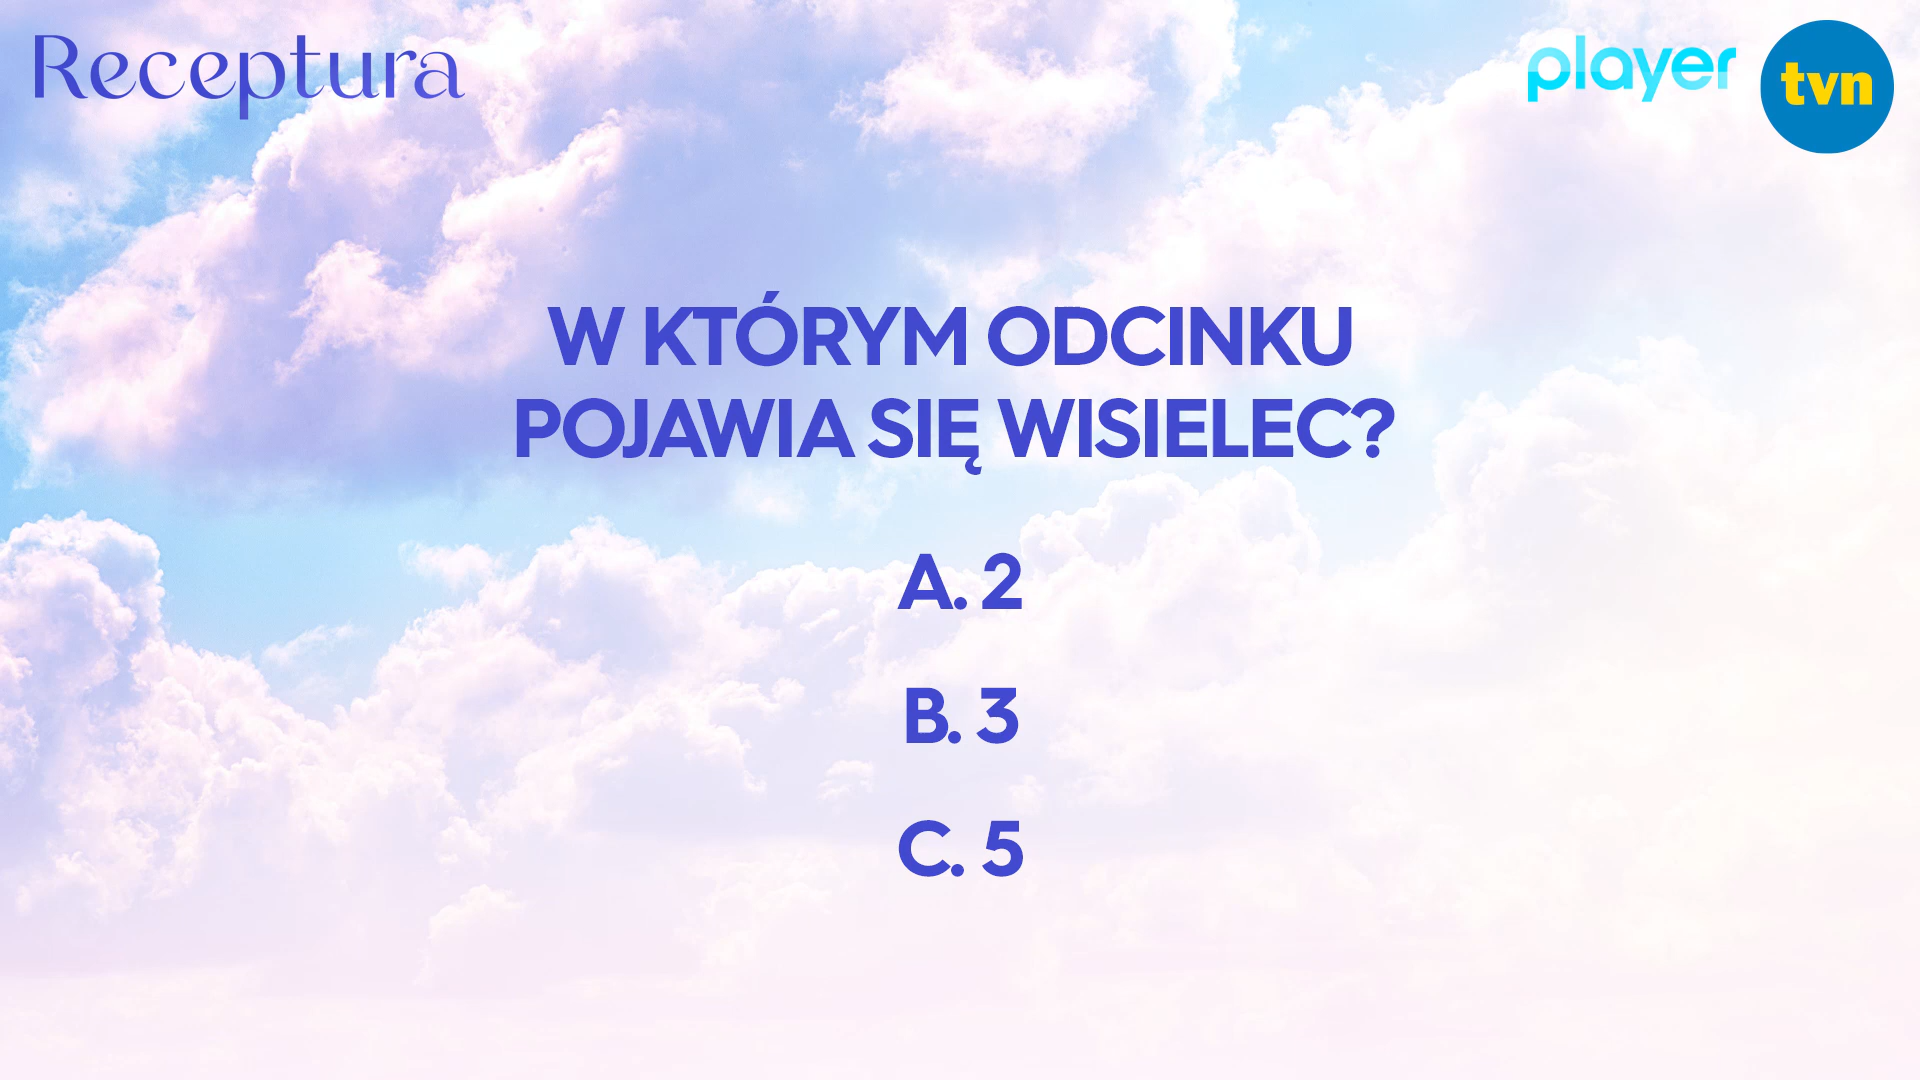 Receptura
player
tvn
W KTÓRYM ODCINKU
POJAWIA SIĘ WISIELEC?
A. 2
B. 3
C. 5